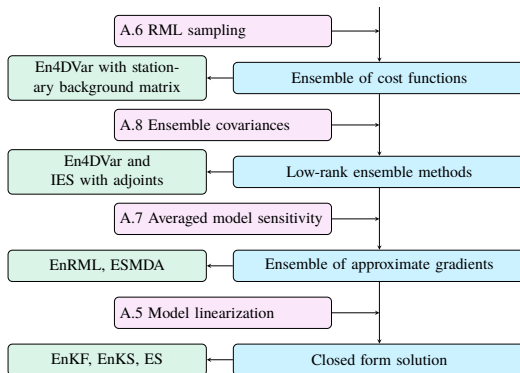 A.6 RML sampling
En4DVar with station-
ary background matrix
Ensemble of cost functions
A.8 Ensemble covariances
En4DVar and
IES with adjoints
Low-rank ensemble methods
A.7 Averaged model sensitivity
EnRML, ESMDA
Ensemble of approximate gradients
A.5 Model linearization
EnKF, EnKS, ES
Closed form solution